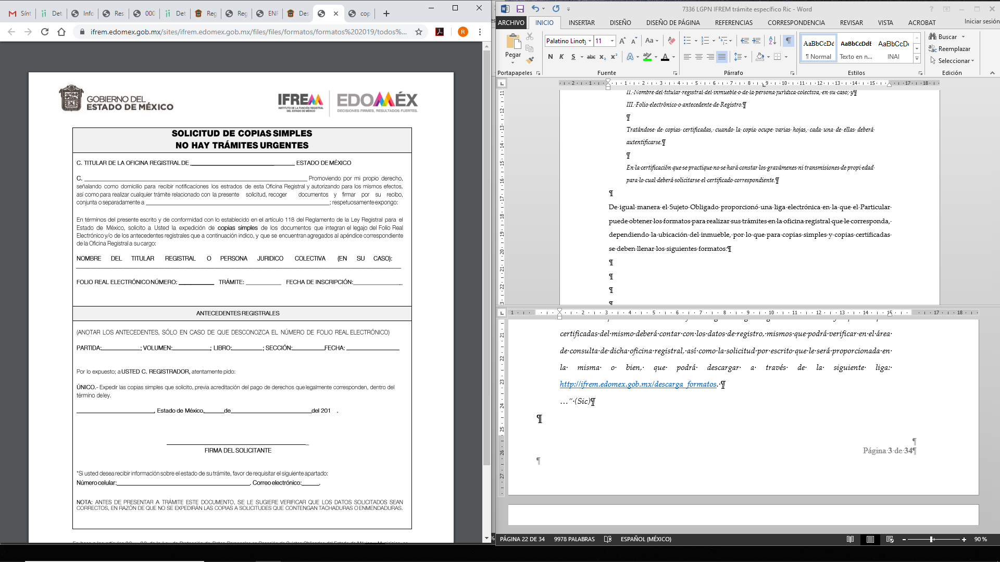 Sínt
Det
Info
Res
000
Det
Reg
Reg
ENF
Des
cop
ifrem.edomex.gob.mx/sites/ifrem.edomex.gob.mx/files/files/formatos/formatos%202019/todos%...
R
GOBIERNO DEL
ESTADO DE MÉXICO
IFREM
INSTITUTO DE LA FUNCIÓN REGISTRAL
DEL ESTADO DE MÉXICO
EDOMÉX
DECISIONES FIRMES, RESULTADOS FUERTES.
SOLICITUD DE COPIAS SIMPLES
NO HAY TRÁMITES URGENTES
C. TITULAR DE LA OFICINA REGISTRAL DE ____________ ESTADO DE MÉXICO
C. ____________ Promoviendo por mi propio derecho,
señalando como domicilio para recibir notificaciones los estrados de esta Oficina Registral y autorizando para los mismos efectos,
así como para realizar cualquier trámite relacionado con la presente solicitud, recoger documentos y firmar por su recibo,
conjunta o separadamente a ____________; respetuosamente expongo:
En términos del presente escrito y de conformidad con lo establecido en el artículo 118 del Reglamento de la Ley Registral para el
Estado de México, solicito a Usted la expedición de copias simples de los documentos que integran el legajo del Folio Real
Electrónico y/o de los antecedentes registrales que a continuación indico, y que se encuentran agregados al apéndice correspondiente
de la Oficina Registral a su cargo:
NOMBRE DEL TITULAR REGISTRAL O PERSONA JURIDICO COLECTIVA (EN SU CASO):
FOLIO REAL ELECTRÓNICO NÚMERO: ________ TRÁMITE: ________ FECHA DE INSCRIPCIÓN:________
ANTECEDENTES REGISTRALES
(ANOTAR LOS ANTECEDENTES, SÓLO EN CASO DE QUE DESCONOZCA EL NÚMERO DE FOLIO REAL ELECTRÓNICO)
PARTIDA:________; VOLUMEN:________; LIBRO:________; SECCIÓN:________FECHA: ________
Por lo expuesto; a USTED C. REGISTRADOR, atentamente pido:
ÚNICO.- Expedir las copias simples que solicito, previa acreditación del pago de derechos que legalmente corresponden, dentro del
término de ley.
____________, Estado de México,______de____________del 201 .
FIRMA DEL SOLICITANTE
*Si usted desea recibir información sobre el estado de su trámite, favor de requisitar el siguiente apartado:
Número celular:____________. Correo electrónico:______.
NOTA: ANTES DE PRESENTAR A TRÁMITE ESTE DOCUMENTO, SE LE SUGIERE VERIFICAR QUE LOS DATOS SOLICITADOS SEAN
CORRECTOS, EN RAZÓN DE QUE NO SE EXPEDIRÁN LAS COPIAS A SOLICITUDES QUE CONTENGAN TACHADURAS O ENMENDADURAS.
7336 LGPN IFREM trámite específico Ric - Word
ARCHIVO INICIO INSERTAR DISEÑO DISEÑO DE PÁGINA REFERENCIAS CORRESPONDENCIA REVISAR VISTA ACROBAT Iniciar sesión
Pegar
Palatino Linoty 11
N K S abc x₂ x²
AaBbCcDd AaBbCcDdE AaBbCcDd
¶ Normal Texto en n... INAI
Buscar
Reemplazar
Seleccionar
Portapapeles Fuente Párrafo Estilos Edición
II. Nombre del titular registral del inmueble o de la persona jurídica colectiva, en su caso; y¶
III. Folio electrónico o antecedente de Registro.¶
¶
Tratándose de copias certificadas, cuando la copia ocupe varias hojas, cada una de ellas deberá
autentificarse.¶
¶
En la certificación que se practique no se hará constar los gravámenes ni transmisiones de propiedad
para lo cual deberá solicitarse el certificado correspondiente.¶
¶
De igual manera el Sujeto Obligado proporcionó una liga electrónica en la que el Particular
puede obtener los formatos para realizar sus trámites en la oficina registral que le corresponda,
dependiendo la ubicación del inmueble, por lo que para copias simples y copias certificadas
se deben llenar los siguientes formatos:¶
¶
¶
¶
¶
certificadas del mismo deberá contar con los datos de registro, mismos que podrá verificar en el área
de consulta de dicha oficina registral, así como la solicitud por escrito que le será proporcionada en
la misma o bien, que podrá descargar a través de la siguiente liga:
http://ifrem.edomex.gob.mx/descarga_formatos. ¶
…" (Sic)¶
¶
¶
Página 3 de 34¶
¶
PÁGINA 22 DE 34 9978 PALABRAS ESPAÑOL (MÉXICO) 90 %